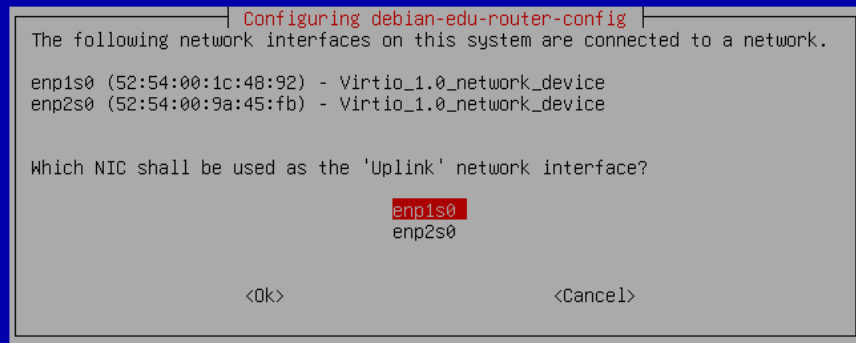 Configuring debian-edu-router-config
The following network interfaces on this system are connected to a network.
enp1s0 (52:54:00:1c:48:92) - Virtio_1.0_network_device
enp2s0 (52:54:00:9a:45:fb) - Virtio_1.0_network_device
Which NIC shall be used as the 'Uplink' network interface?
enp1s0
enp2s0
<Ok> <Cancel>